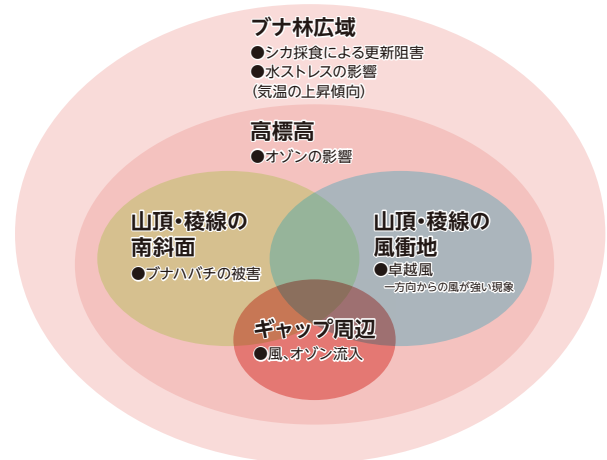 ブナ林広域
●シカ採食による更新阻害
●水ストレスの影響
(気温の上昇傾向)
高標高
●オゾンの影響
山頂・稜線の
南斜面
●ブナハバチの被害
山頂・稜線の
風衝地
●卓越風
一方向からの風が強い現象
ギャップ周辺
●風、オゾン流入